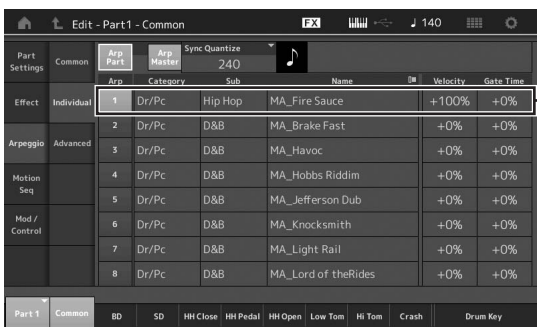 Edit - Part1 - Common FX ♩ 140
Part Settings Common Arp Part Arp Master Sync Quantize 240 ♪
Arp Category Sub Name Velocity Gate Time
Effect Individual 1 Dr/Pc Hip Hop MA_Fire Sauce +100% +0%
2 Dr/Pc D&B MA_Brake Fast +0% +0%
Arpeggio Advanced 3 Dr/Pc D&B MA_Havoc +0% +0%
Motion Seq 4 Dr/Pc D&B MA_Hobbs Riddim +0% +0%
5 Dr/Pc D&B MA_Jefferson Dub +0% +0%
Mod / Control 6 Dr/Pc D&B MA_Knocksmith +0% +0%
7 Dr/Pc D&B MA_Light Rail +0% +0%
8 Dr/Pc D&B MA_Lord of theRides +0% +0%
Part 1 Common BD SD HH Close HH Pedal HH Open Low Tom Hi Tom Crash Drum Key